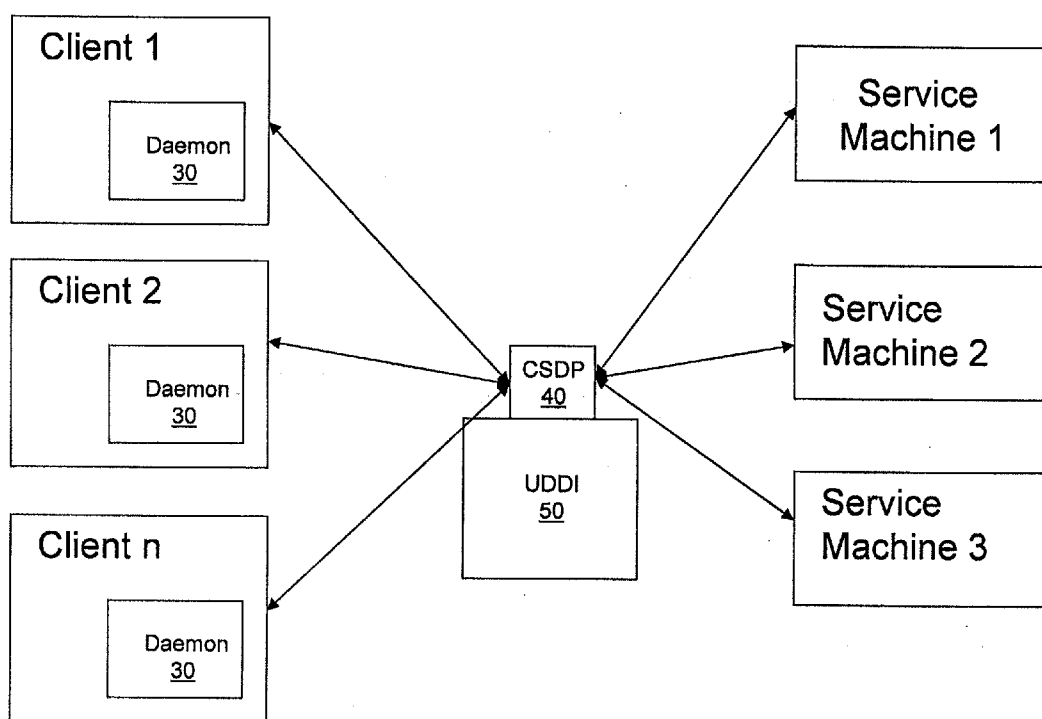 Client 1
Daemon
30
Client 2
Daemon
30
Client n
Daemon
30
CSDP
40
UDDI
50
Service
Machine 1
Service
Machine 2
Service
Machine 3